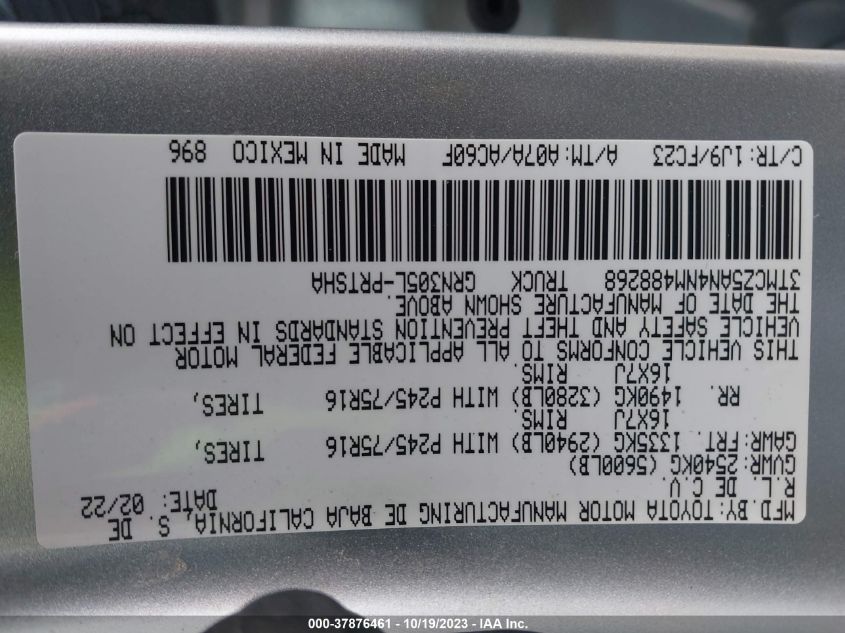 MFD.BY: TOYOTA MOTOR MANUFACTURING DE BAJA CALIFORNIA, S. DE
R.L. DE C.V. DATE: 02/22
GVWR: 2540KG (5600LB)
GAWR: FRT. 1335KG (2940LB) WITH P245/75R16 TIRES,
16X7J RIMS.
RR. 1490KG (3280LB) WITH P245/75R16 TIRES,
16X7J RIMS.
THIS VEHICLE CONFORMS TO ALL APPLICABLE FEDERAL MOTOR
VEHICLE SAFETY AND THEFT PREVENTION STANDARDS IN EFFECT ON
THE DATE OF MANUFACTURE SHOWN ABOVE.
3TMCZ5AN4NM488268 TRUCK GRN305L-PRTSHA
C/TR: 1J9/FC23 A/TM: A07A/AC60F MADE IN MEXICO 896
000-37876461 - 10/19/2023 - IAA Inc.